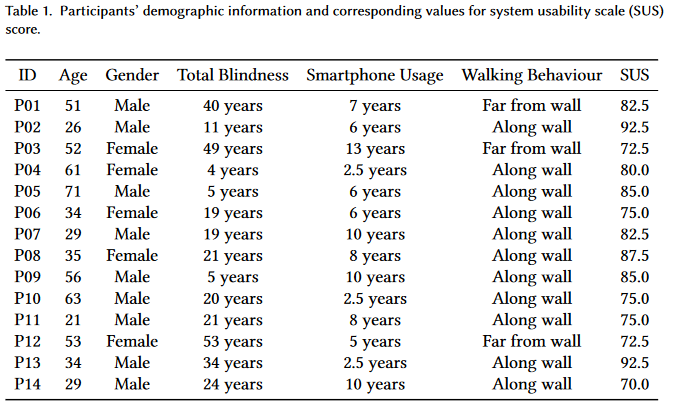 Table 1. Participants' demographic information and corresponding values for system usability scale (SUS)
score.
ID Age Gender Total Blindness Smartphone Usage Walking Behaviour SUS
P01 51 Male 40 years 7 years Far from wall 82.5
P02 26 Male 11 years 6 years Along wall 92.5
P03 52 Female 49 years 13 years Far from wall 72.5
P04 61 Female 4 years 2.5 years Along wall 80.0
P05 71 Male 5 years 6 years Along wall 85.0
P06 34 Female 19 years 6 years Along wall 75.0
P07 29 Male 19 years 10 years Along wall 82.5
P08 35 Female 21 years 8 years Along wall 87.5
P09 56 Male 5 years 10 years Along wall 85.0
P10 63 Male 20 years 2.5 years Along wall 75.0
P11 21 Male 21 years 8 years Along wall 75.0
P12 53 Female 53 years 5 years Far from wall 72.5
P13 34 Male 34 years 2.5 years Along wall 92.5
P14 29 Male 24 years 10 years Along wall 70.0